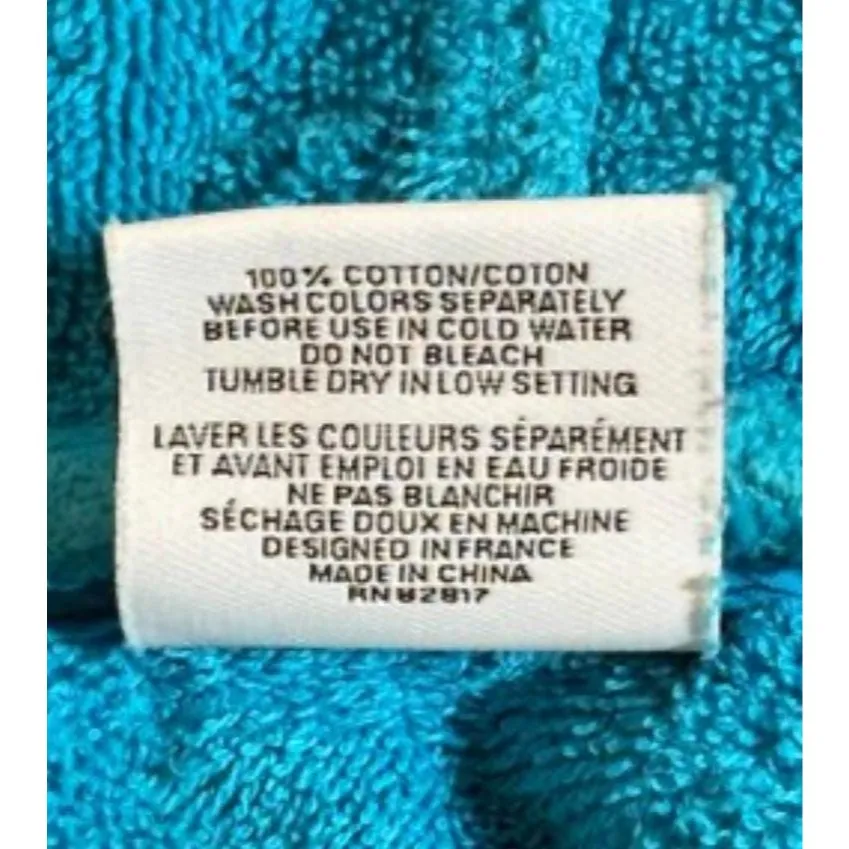 100% COTTON/COTON
WASH COLORS SEPARATELY
BEFORE USE IN COLD WATER
DO NOT BLEACH
TUMBLE DRY IN LOW SETTING
LAVER LES COULEURS SÉPARÉMENT
ET AVANT EMPLOI EN EAU FROIDE
NE PAS BLANCHIR
SÉCHAGE DOUX EN MACHINE
DESIGNED IN FRANCE
MADE IN CHINA
RN